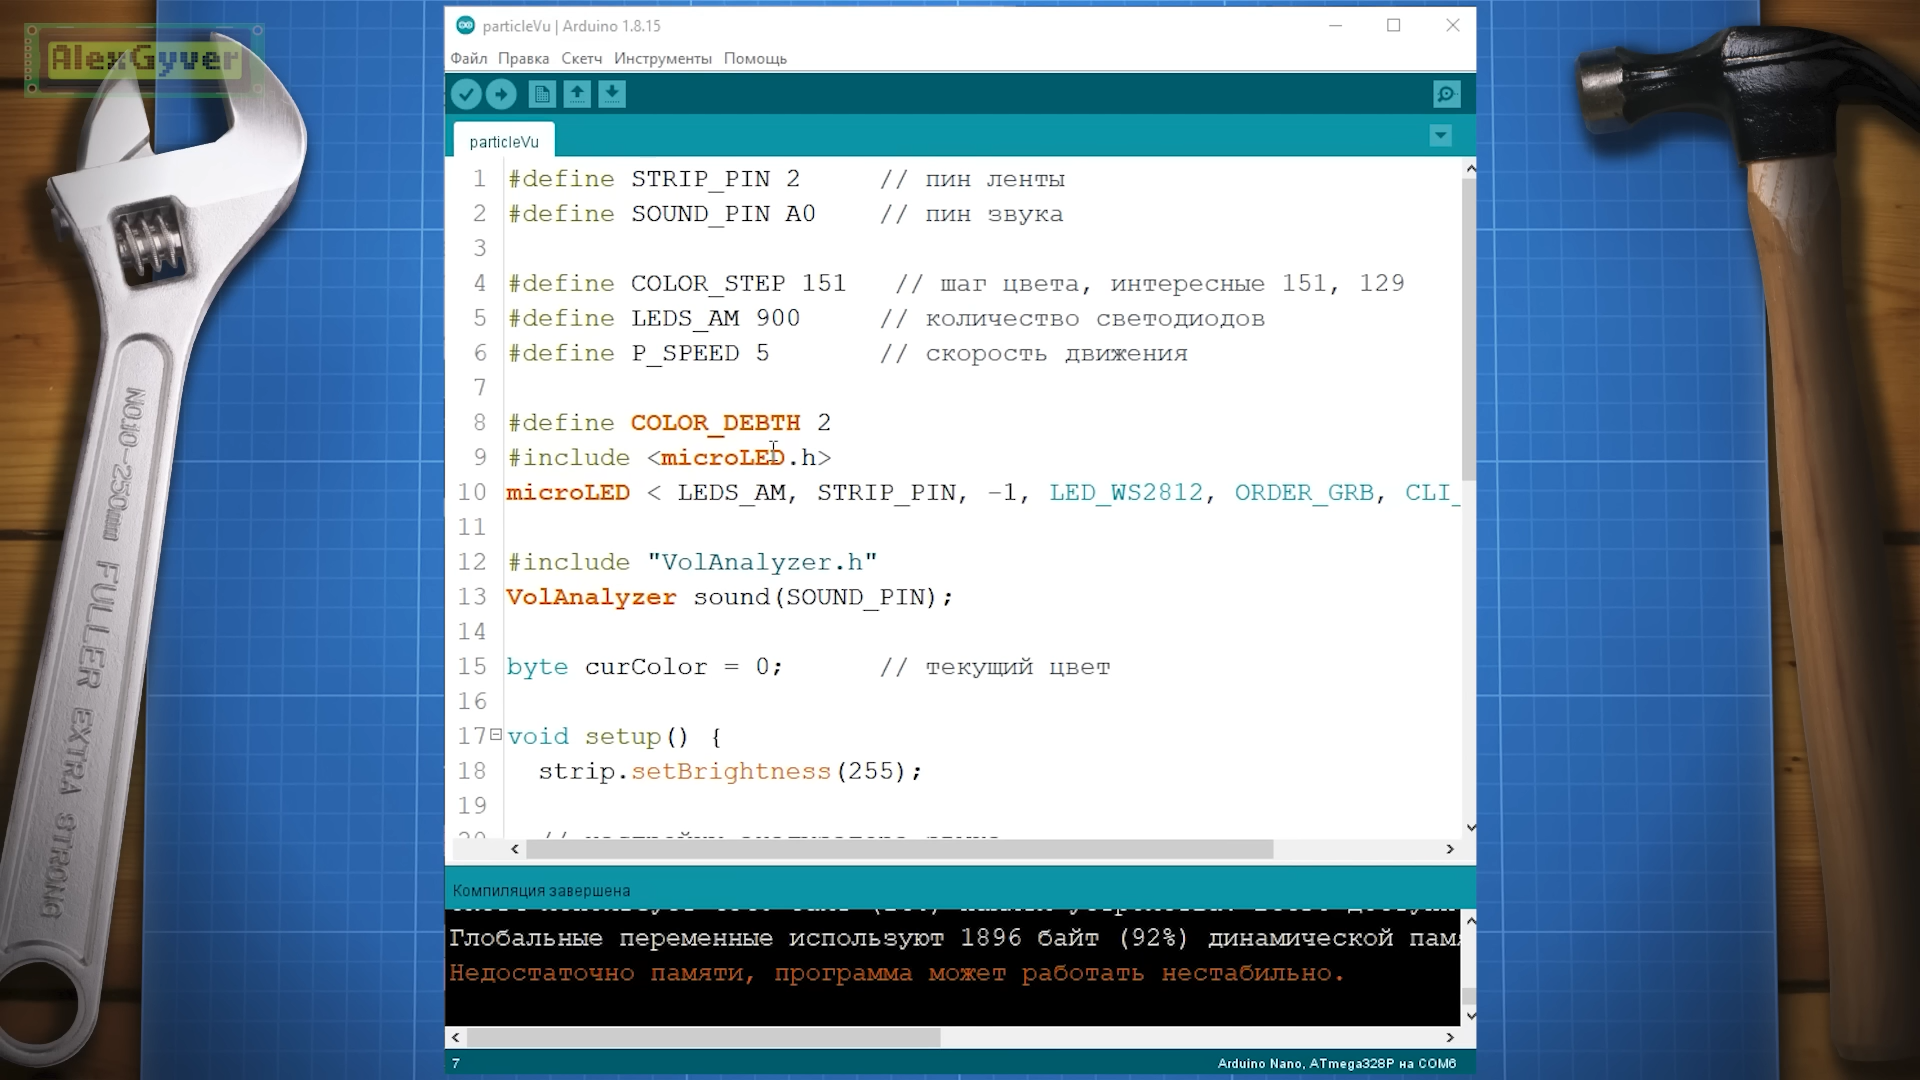 AlexGyver
particleVu | Arduino 1.8.15
Файл Правка Скетч Инструменты Помощь
particleVu
1 #define STRIP_PIN 2 // пин ленты
2 #define SOUND_PIN A0 // пин звука
3
4 #define COLOR_STEP 151 // шаг цвета, интересные 151, 129
5 #define LEDS_AM 900 // количество светодиодов
6 #define P_SPEED 5 // скорость движения
7
8 #define COLOR_DEBTH 2
9 #include <microLED.h>
10 microLED < LEDS_AM, STRIP_PIN, -1, LED_WS2812, ORDER_GRB, CLI_
11
12 #include "VolAnalyzer.h"
13 VolAnalyzer sound(SOUND_PIN);
14
15 byte curColor = 0; // текущий цвет
16
17 void setup() {
18 strip.setBrightness(255);
19
Компиляция завершена
Глобальные переменные используют 1896 байт (92%) динамической
Недостаточно памяти, программа может работать нестабильно.
7
Arduino Nano, ATmega328P на COM6
NO.10-250mm FULLER EXTRA STRONG